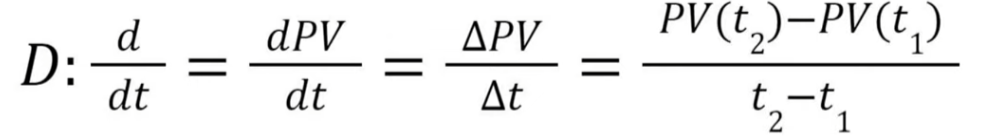 D: d/dt = dPV/dt = ΔPV/Δt = PV(t₂)−PV(t₁)/t₂−t₁